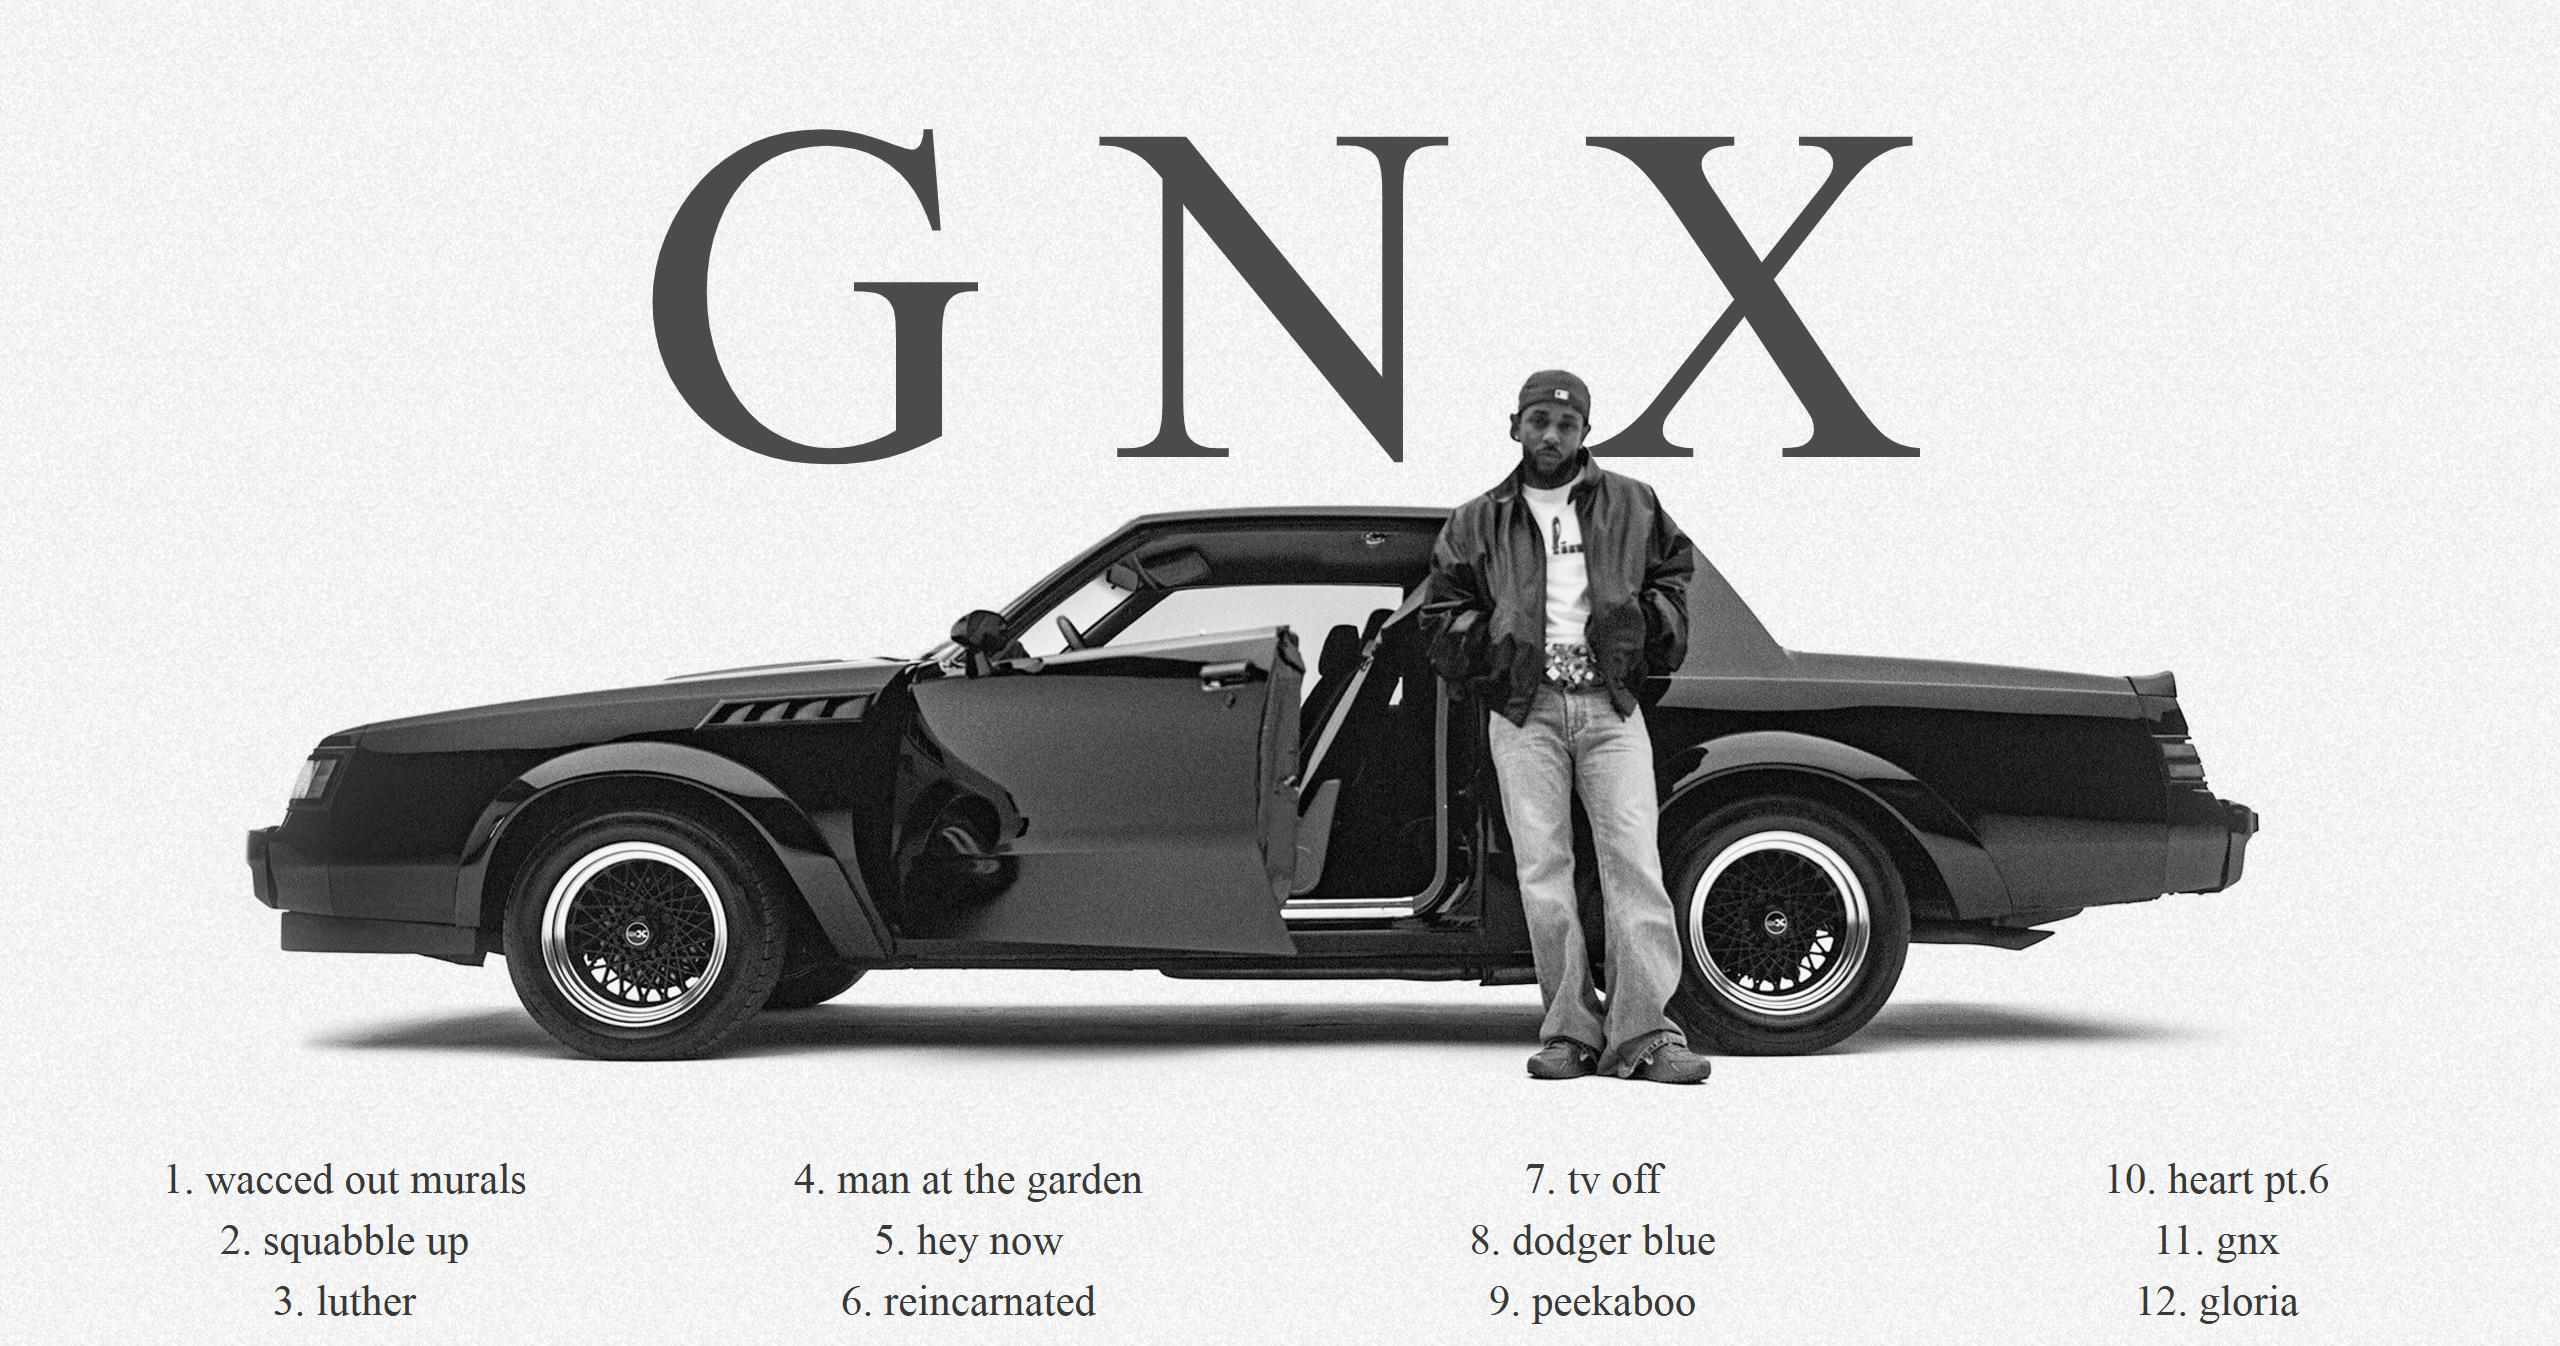 GNX
1. wacced out murals
2. squabble up
3. luther
4. man at the garden
5. hey now
6. reincarnated
7. tv off
8. dodger blue
9. peekaboo
10. heart pt.6
11. gnx
12. gloria